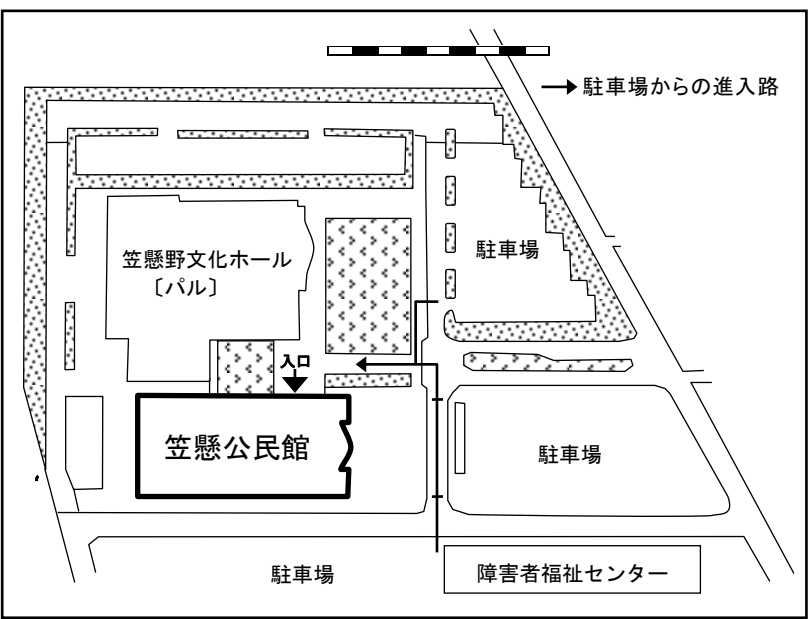 →駐車場からの進入路
笠懸野文化ホール
〔パル〕
駐車場
入口
笠懸公民館
駐車場
駐車場
障害者福祉センター